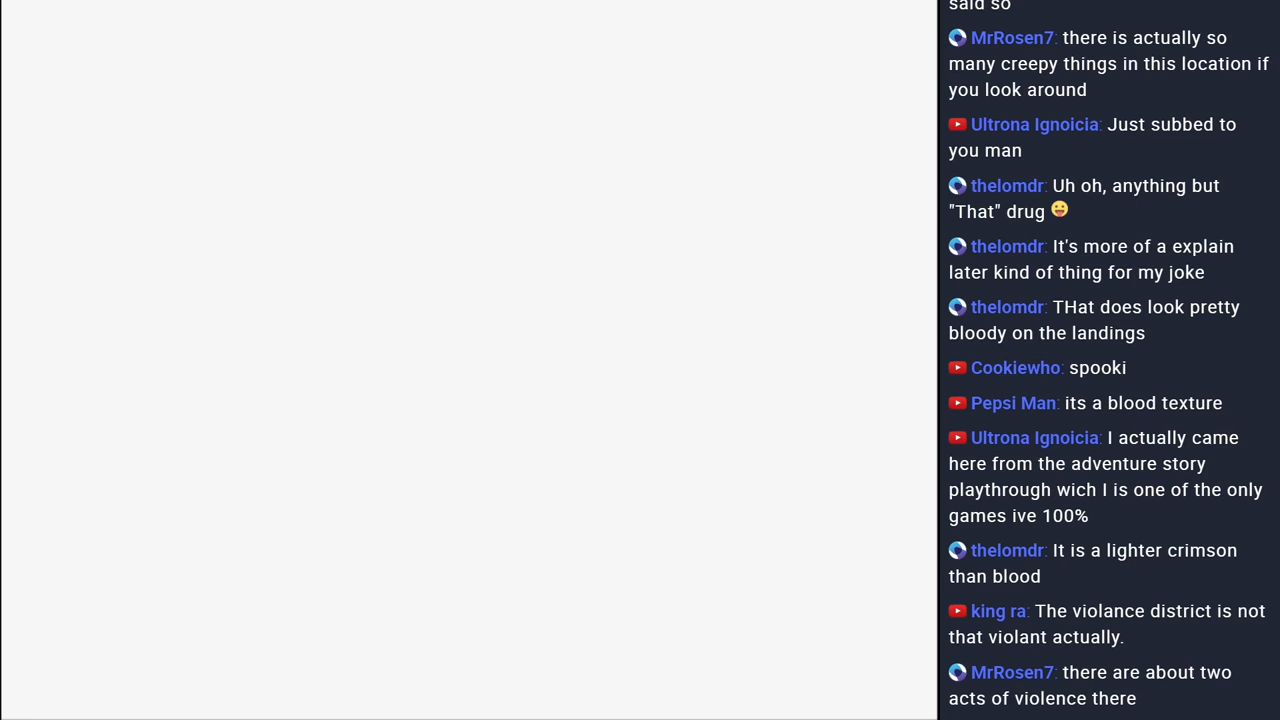 said so
MrRosen7: there is actually so
many creepy things in this location if
you look around
Ultrona Ignoicia: Just subbed to
you man
thelomdr: Uh oh, anything but
"That" drug 😛
thelomdr: It's more of a explain
later kind of thing for my joke
thelomdr: THat does look pretty
bloody on the landings
Cookiewho: spooki
Pepsi Man: its a blood texture
Ultrona Ignoicia: I actually came
here from the adventure story
playthrough wich I is one of the only
games ive 100%
thelomdr: It is a lighter crimson
than blood
king ra: The violance district is not
that violant actually.
MrRosen7: there are about two
acts of violence there